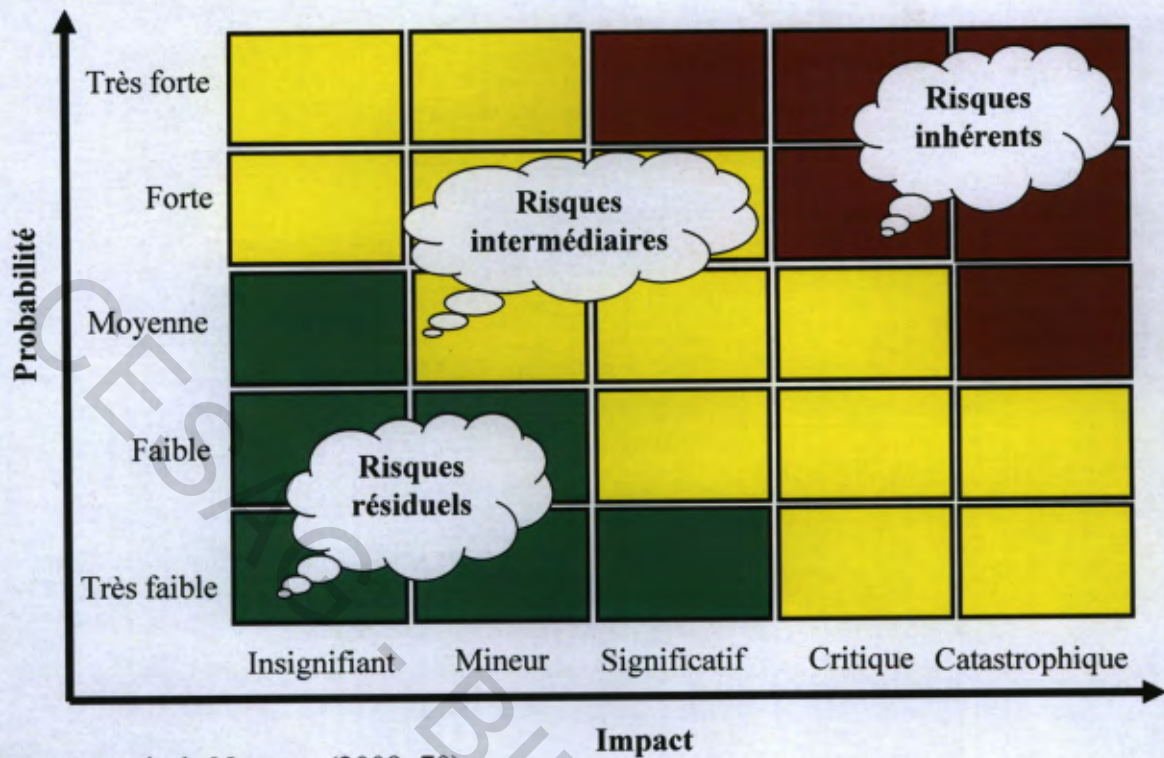 Probabilité
Très forte
Forte
Moyenne
Faible
Très faible
Risques
inhérents
Risques
intermédiaires
Risques
résiduels
Insignifiant Mineur Significatif Critique Catastrophique
Impact
CESAG